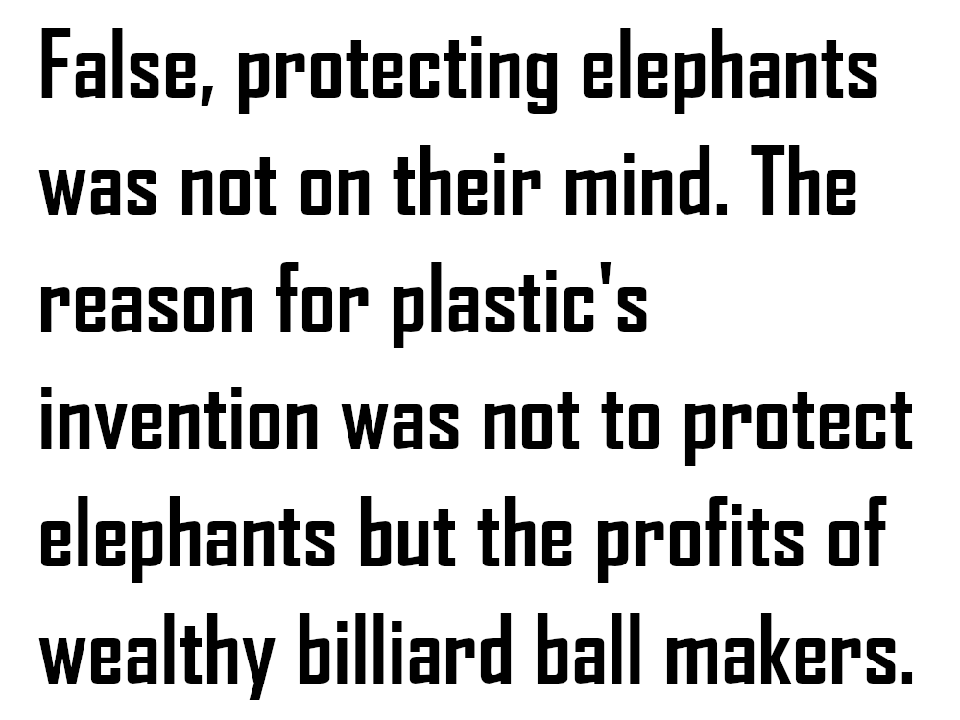 False, protecting elephants
was not on their mind. The
reason for plastic's
invention was not to protect
elephants but the profits of
wealthy billiard ball makers.